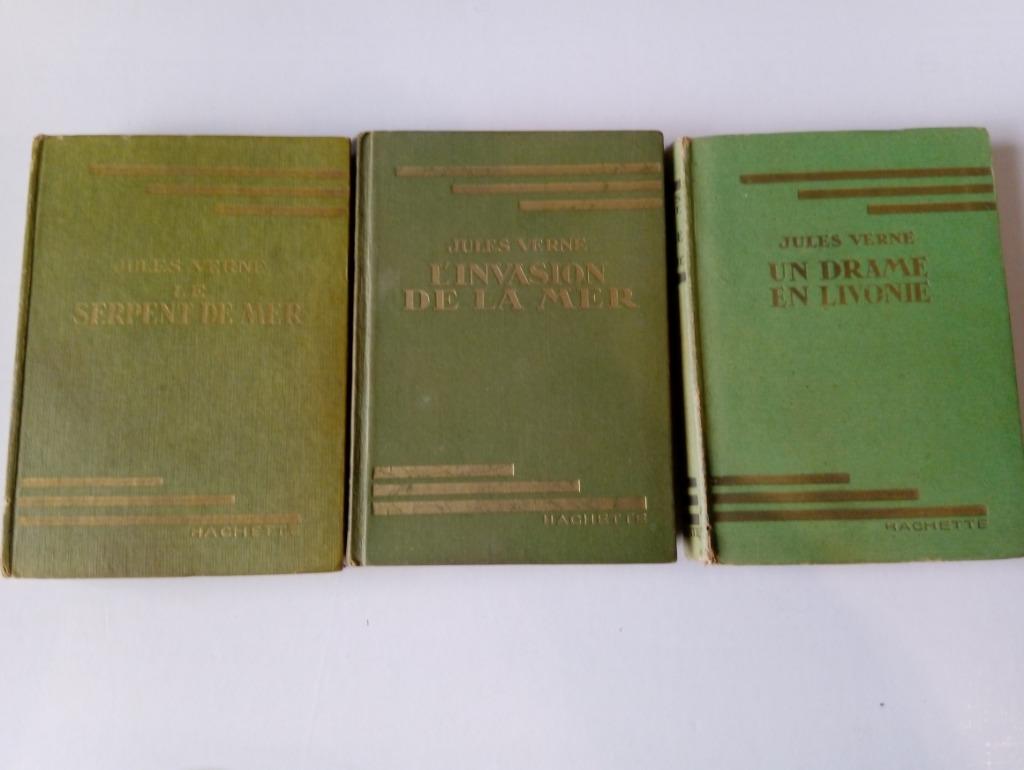 JULES VERNE
LE
SERPENT DE MER
HACHETTE
JULES VERNE
L'INVASION
DE LA MER
HACHETTE
JULES VERNE
UN DRAME
EN LIVONIE
HACHETTE